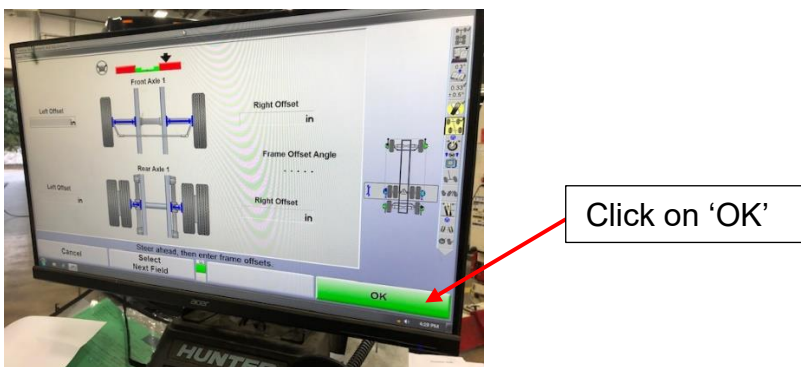 Front Axle 1
Left Offset
in
Right Offset
in
Frame Offset Angle
- - - - -
Rear Axle 1
Left Offset
in
Right Offset
in
Steer ahead, then enter frame offsets.
Cancel
Select
Next Field
OK
acer
HUNTER
Click on ‘OK’